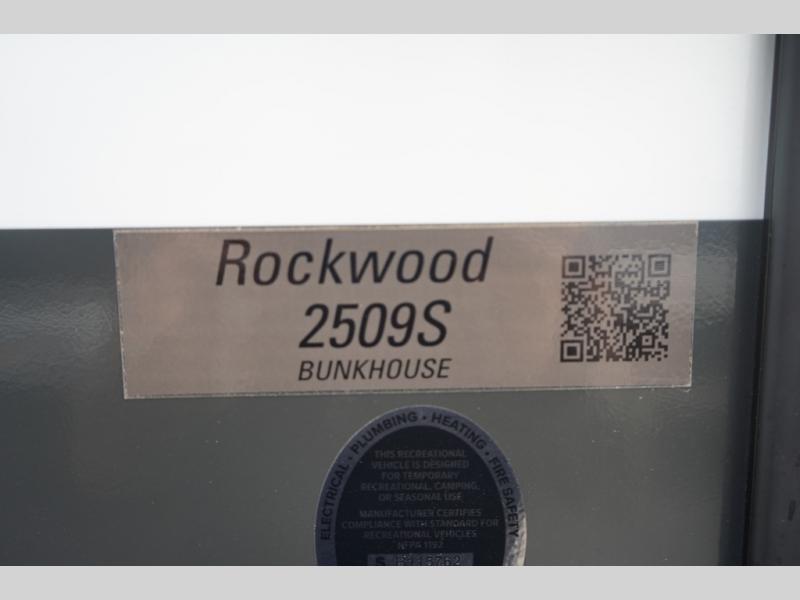 Rockwood
2509S
BUNKHOUSE
ELECTRICAL • PLUMBING • HEATING • FIRE SAFETY
THIS RECREATIONAL
VEHICLE IS DESIGNED
FOR TEMPORARY
RECREATIONAL, CAMPING,
OR SEASONAL USE
MANUFACTURER CERTIFIES
COMPLIANCE WITH STANDARD FOR
RECREATIONAL VEHICLES
NFPA 1192